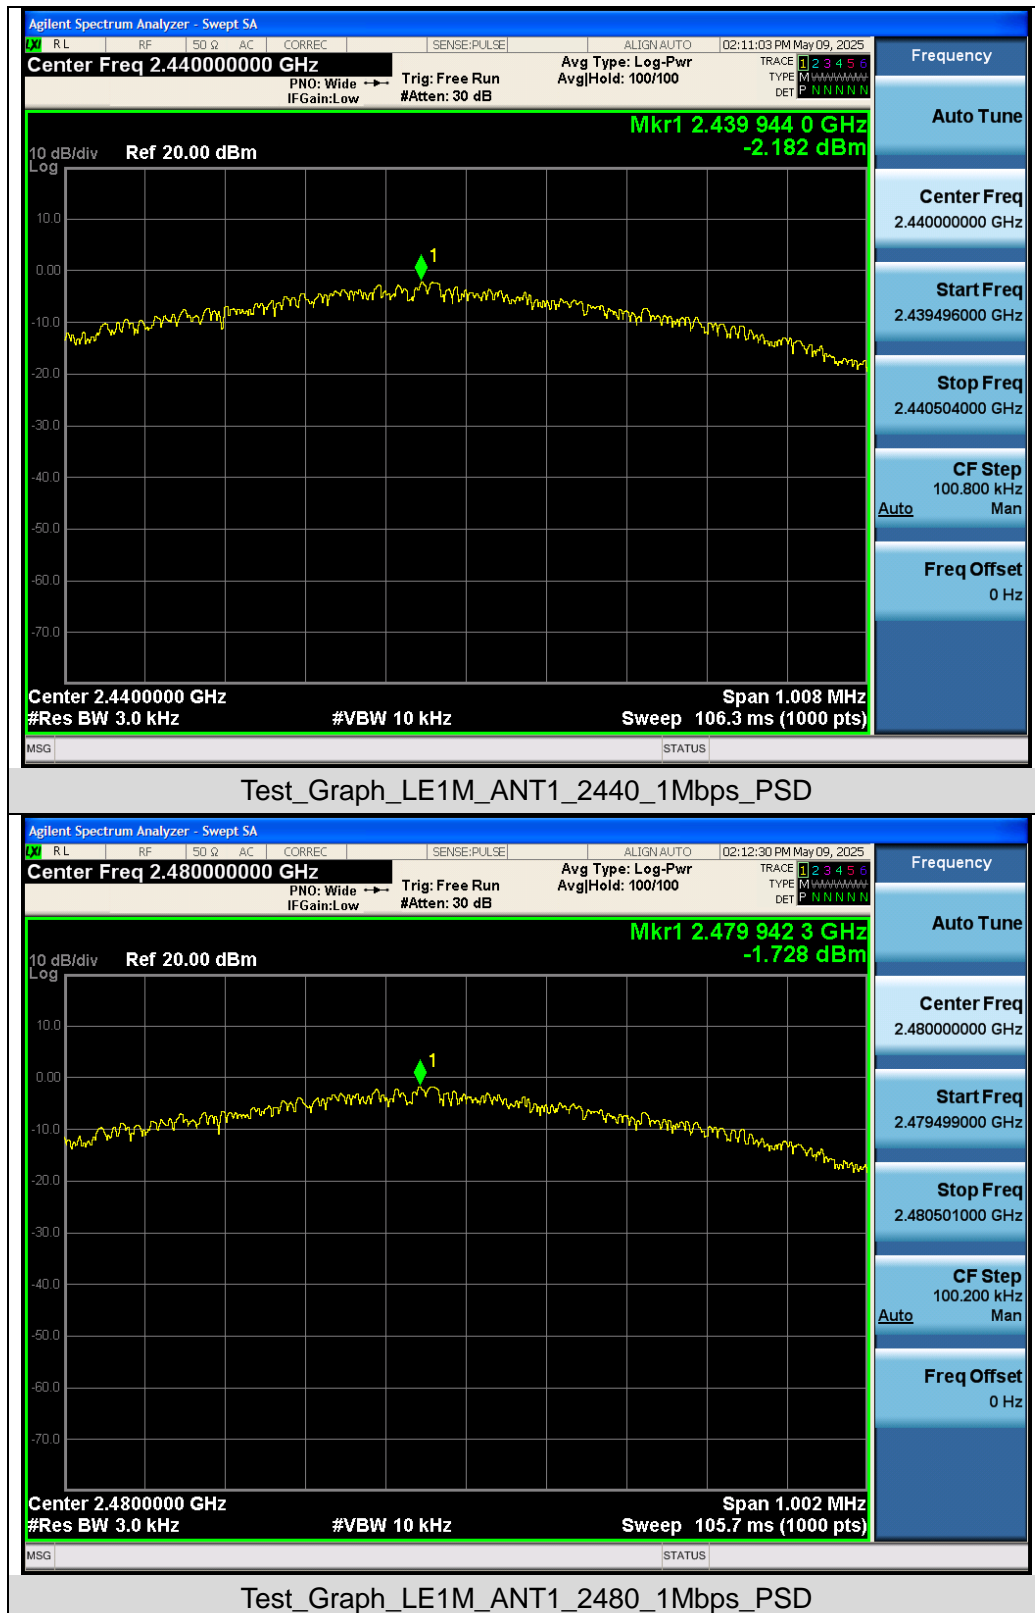 Agilent Spectrum Analyzer - Swept SA
LXI RL RF 50 Ω AC CORREC SENSE:PULSE ALIGN AUTO 02:11:03 PM May 09, 2025
Center Freq 2.440000000 GHz
PNO: Wide
IFGain:Low
Trig: Free Run
#Atten: 30 dB
Avg Type: Log-Pwr
Avg|Hold: 100/100
TRACE 1 2 3 4 5 6
TYPE M WWWWW
DET P N N N N N
Mkr1 2.439 944 0 GHz
-2.182 dBm
10 dB/div Ref 20.00 dBm
Log
10.0
0.00
-10.0
-20.0
-30.0
-40.0
-50.0
-60.0
-70.0
1
Center 2.4400000 GHz Span 1.008 MHz
#Res BW 3.0 kHz #VBW 10 kHz Sweep 106.3 ms (1000 pts)
MSG STATUS
Frequency
Auto Tune
Center Freq
2.440000000 GHz
Start Freq
2.439496000 GHz
Stop Freq
2.440504000 GHz
CF Step
100.800 kHz
Auto Man
Freq Offset
0 Hz
Test_Graph_LE1M_ANT1_2440_1Mbps_PSD
Agilent Spectrum Analyzer - Swept SA
LXI RL RF 50 Ω AC CORREC SENSE:PULSE ALIGN AUTO 02:12:30 PM May 09, 2025
Center Freq 2.480000000 GHz
PNO: Wide
IFGain:Low
Trig: Free Run
#Atten: 30 dB
Avg Type: Log-Pwr
Avg|Hold: 100/100
TRACE 1 2 3 4 5 6
TYPE M WWWWW
DET P N N N N N
Mkr1 2.479 942 3 GHz
-1.728 dBm
10 dB/div Ref 20.00 dBm
Log
10.0
0.00
-10.0
-20.0
-30.0
-40.0
-50.0
-60.0
-70.0
1
Center 2.4800000 GHz Span 1.002 MHz
#Res BW 3.0 kHz #VBW 10 kHz Sweep 105.7 ms (1000 pts)
MSG STATUS
Frequency
Auto Tune
Center Freq
2.480000000 GHz
Start Freq
2.479499000 GHz
Stop Freq
2.480501000 GHz
CF Step
100.200 kHz
Auto Man
Freq Offset
0 Hz
Test_Graph_LE1M_ANT1_2480_1Mbps_PSD